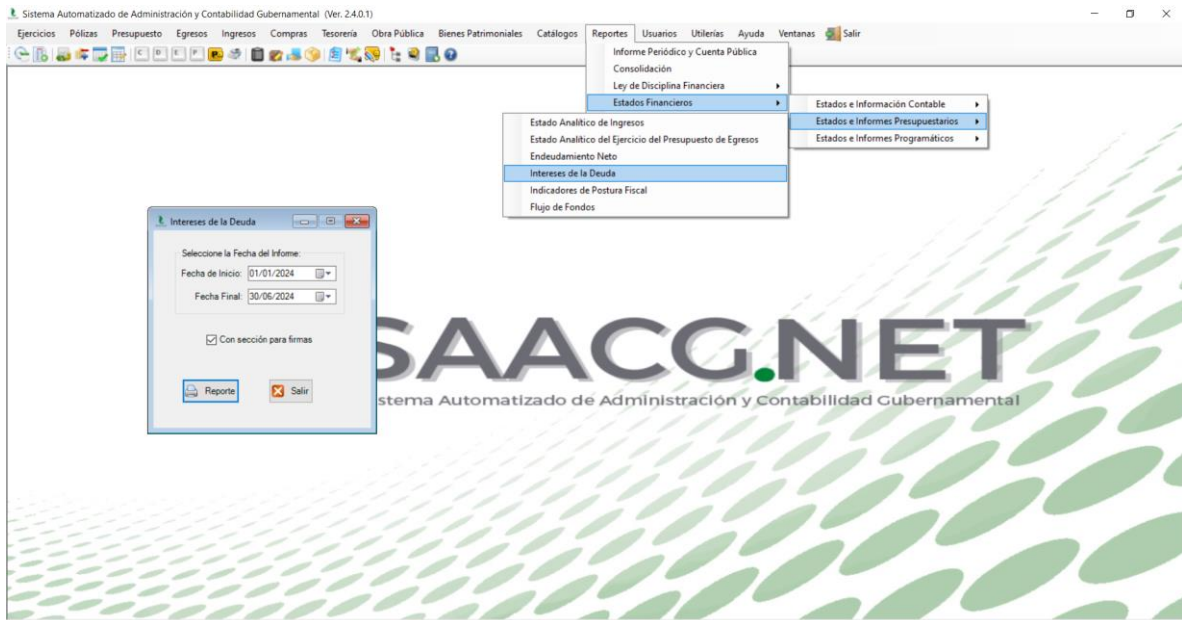 Sistema Automatizado de Administración y Contabilidad Gubernamental (Ver. 2.4.0.1)
Ejercicios Pólizas Presupuesto Egresos Ingresos Compras Tesorería Obra Pública Bienes Patrimoniales Catálogos Reportes Usuarios Utilerías Ayuda Ventanas Salir
C D E P P
Informe Periódico y Cuenta Pública
Consolidación
Ley de Disciplina Financiera
Estados Financieros
Estados e Información Contable
Estados e Informes Presupuestarios
Estados e Informes Programáticos
Estado Analítico de Ingresos
Estado Analítico del Ejercicio del Presupuesto de Egresos
Endeudamiento Neto
Intereses de la Deuda
Indicadores de Postura Fiscal
Flujo de Fondos
Intereses de la Deuda
Seleccione la Fecha del Informe:
Fecha de Inicio: 01/01/2024
Fecha Final: 30/06/2024
Con sección para firmas
Reporte Salir
SAACG.NET
stema Automatizado de Administración y Contabilidad Gubernamental